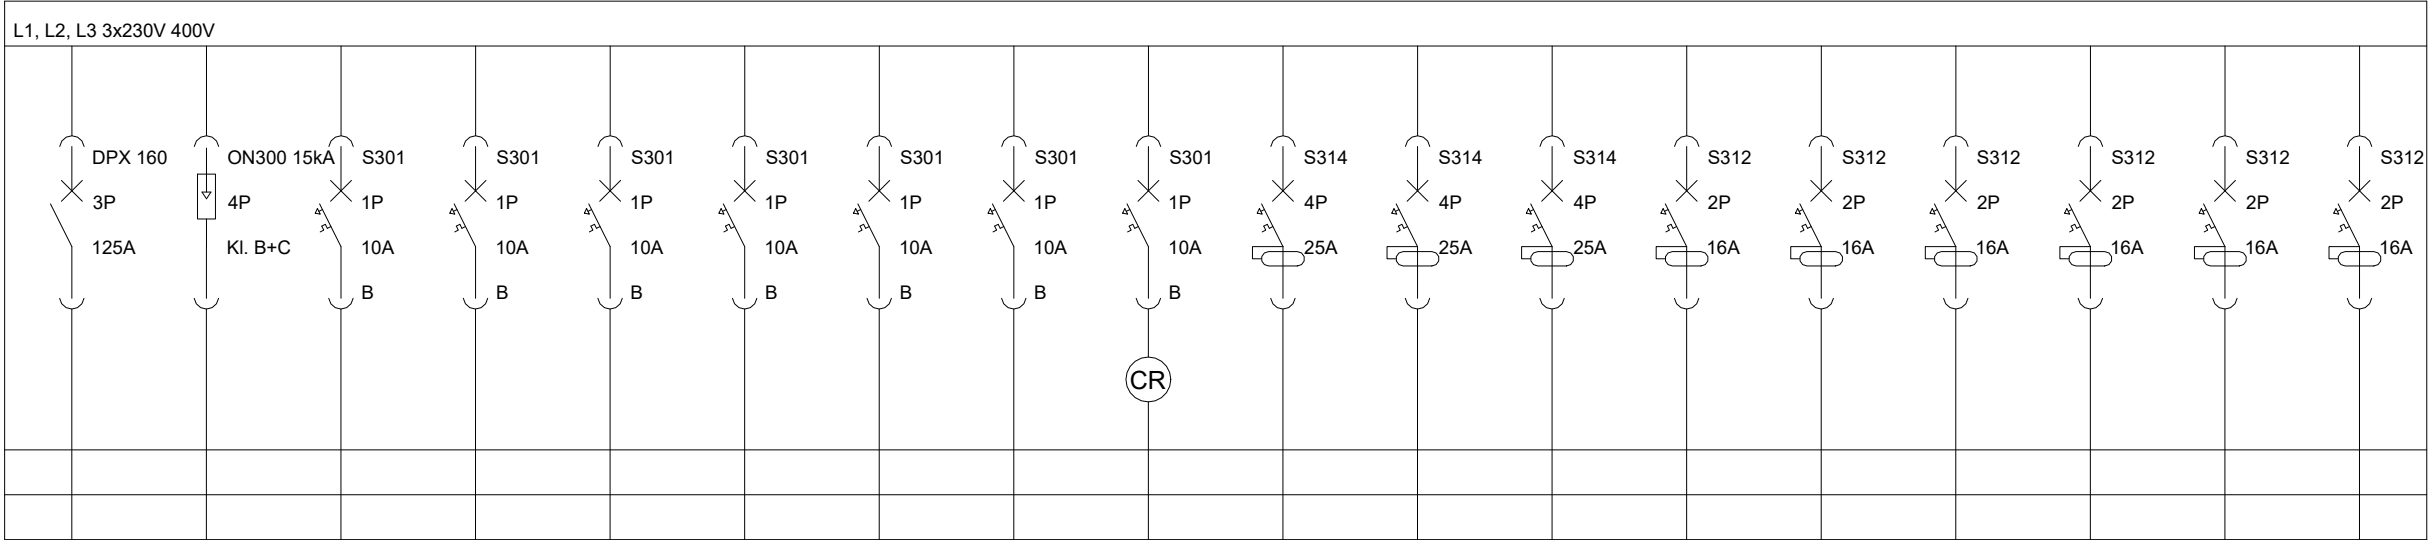 L1, L2, L3 3x230V 400V
DPX 160 ON300 15kA S301 S301 S301 S301 S301 S301 S301 S314 S314 S314 S312 S312 S312 S312 S312 S312
3P 4P 1P 1P 1P 1P 1P 1P 1P 4P 4P 4P 2P 2P 2P 2P 2P 2P
125A Kl. B+C 10A 10A 10A 10A 10A 10A 10A 25A 25A 25A 16A 16A 16A 16A 16A 16A
B B B B B B B
CR